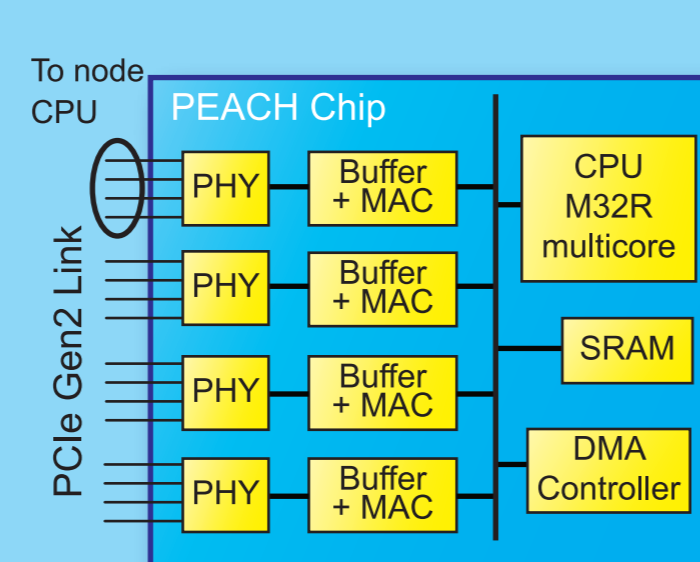 To node
CPU
PEACH Chip
PHY
Buffer
+ MAC
PHY
Buffer
+ MAC
PHY
Buffer
+ MAC
PHY
Buffer
+ MAC
PCIe Gen2 Link
CPU
M32R
multicore
SRAM
DMA
Controller